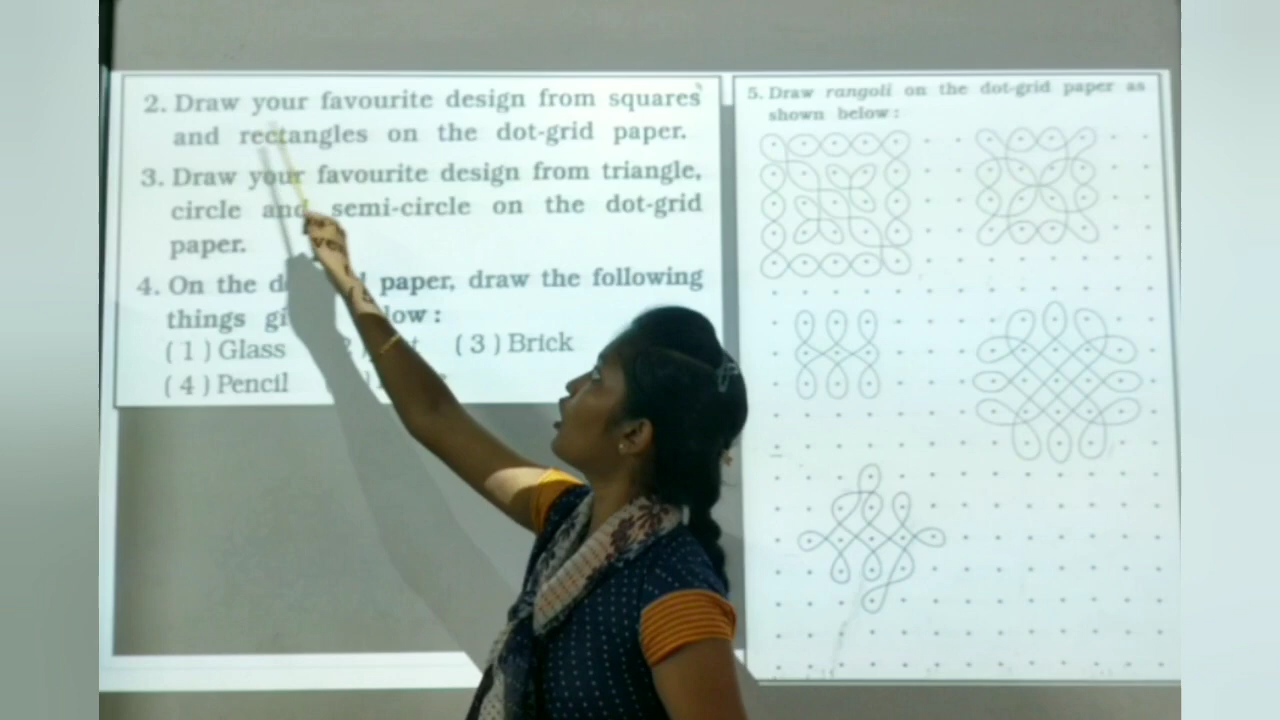 2. Draw your favourite design from squares
and rectangles on the dot-grid paper.
3. Draw your favourite design from triangle,
circle and semi-circle on the dot-grid
paper.
4. On the paper, draw the following
things
( 1 ) Glass ( 3 ) Brick
( 4 ) Pencil
5. Draw rangoli on the dot-grid paper as
shown below :